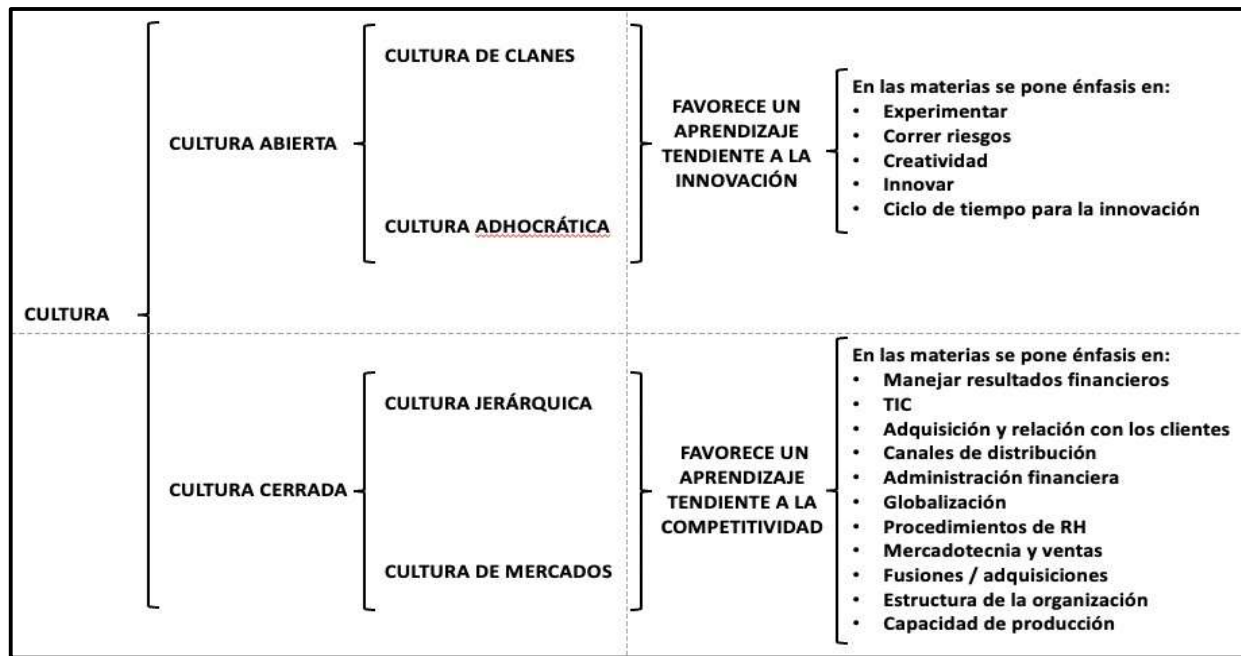 CULTURA
CULTURA ABIERTA
CULTURA DE CLANES
CULTURA ADHOCRÁTICA
FAVORECE UN
APRENDIZAJE
TENDIENTE A LA
INNOVACIÓN
En las materias se pone énfasis en:
• Experimentar
• Correr riesgos
• Creatividad
• Innovar
• Ciclo de tiempo para la innovación
CULTURA CERRADA
CULTURA JERÁRQUICA
CULTURA DE MERCADOS
FAVORECE UN
APRENDIZAJE
TENDIENTE A LA
COMPETITIVIDAD
En las materias se pone énfasis en:
• Manejar resultados financieros
• TIC
• Adquisición y relación con los clientes
• Canales de distribución
• Administración financiera
• Globalización
• Procedimientos de RH
• Mercadotecnia y ventas
• Fusiones / adquisiciones
• Estructura de la organización
• Capacidad de producción